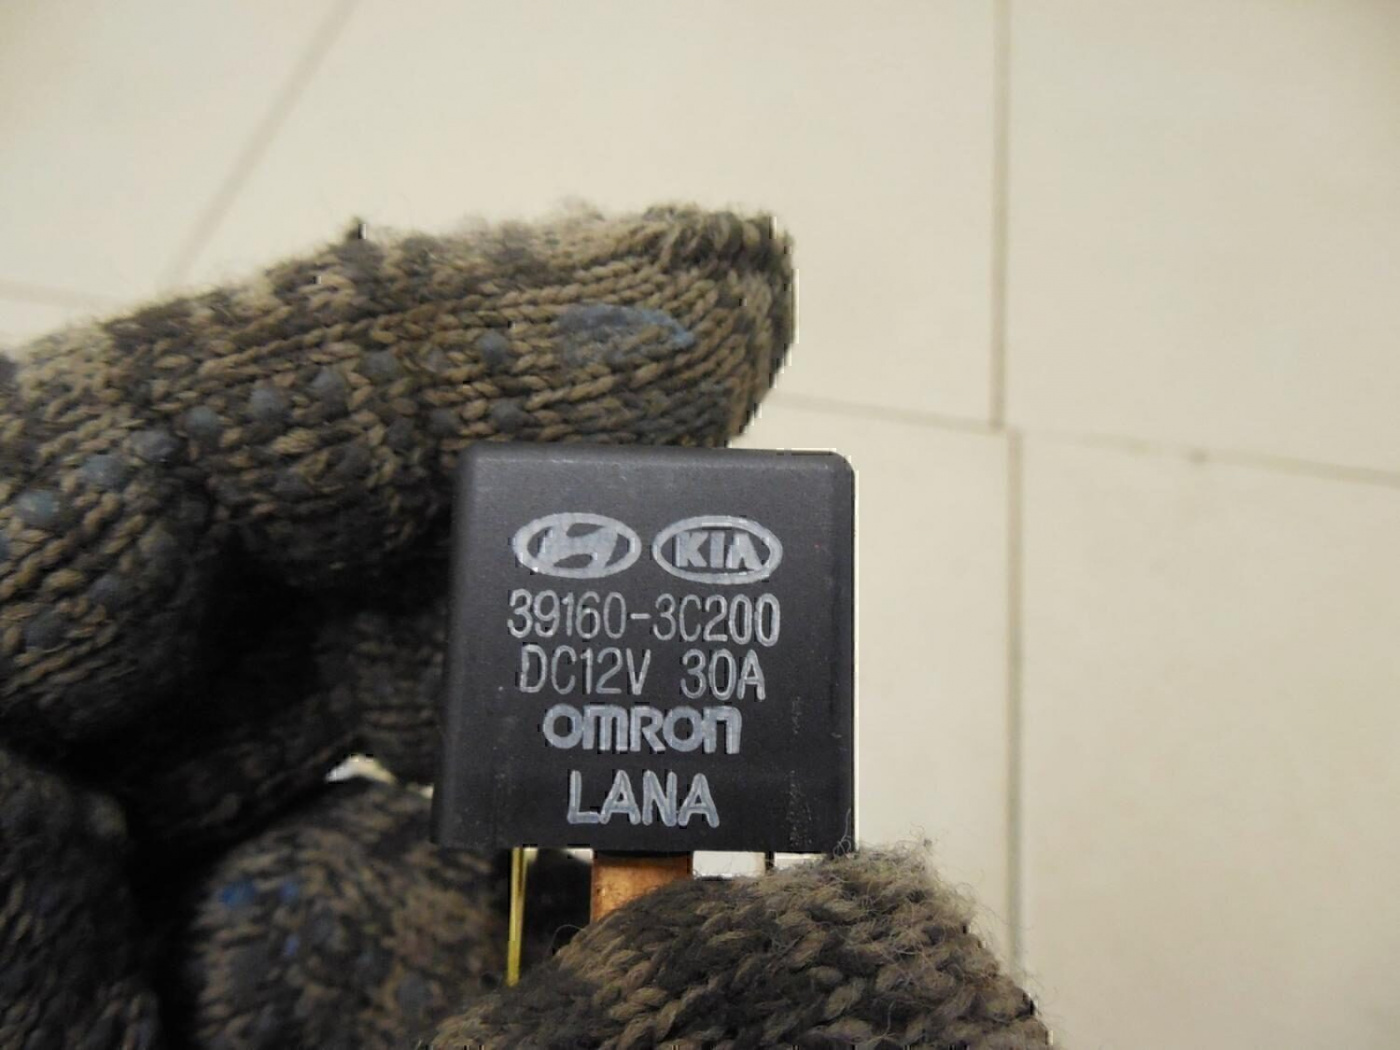 KIA
39160-3C200
DC12V 30A
OMRON
LANA